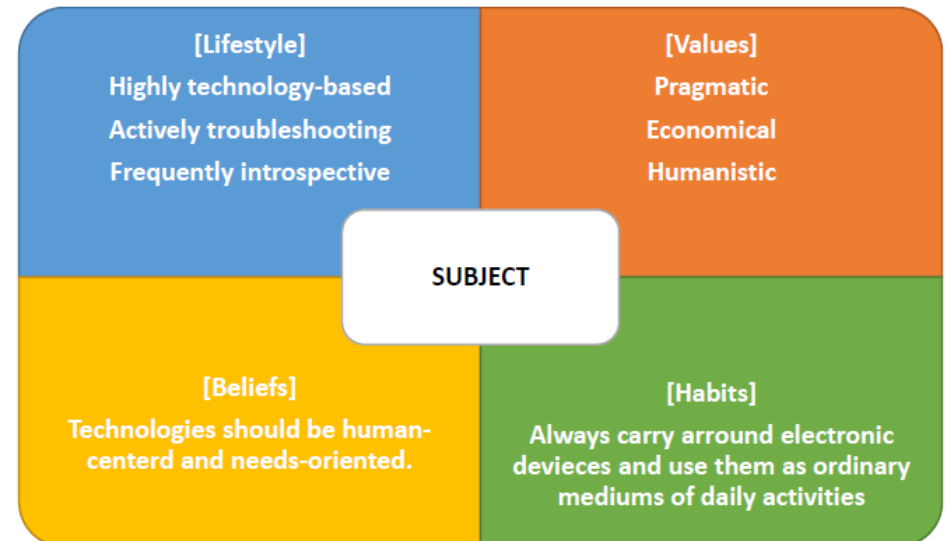 [Lifestyle]
Highly technology-based
Actively troubleshooting
Frequently introspective
[Values]
Pragmatic
Economical
Humanistic
SUBJECT
[Beliefs]
Technologies should be human-
centerd and needs-oriented.
[Habits]
Always carry arround electronic
devieces and use them as ordinary
mediums of daily activities